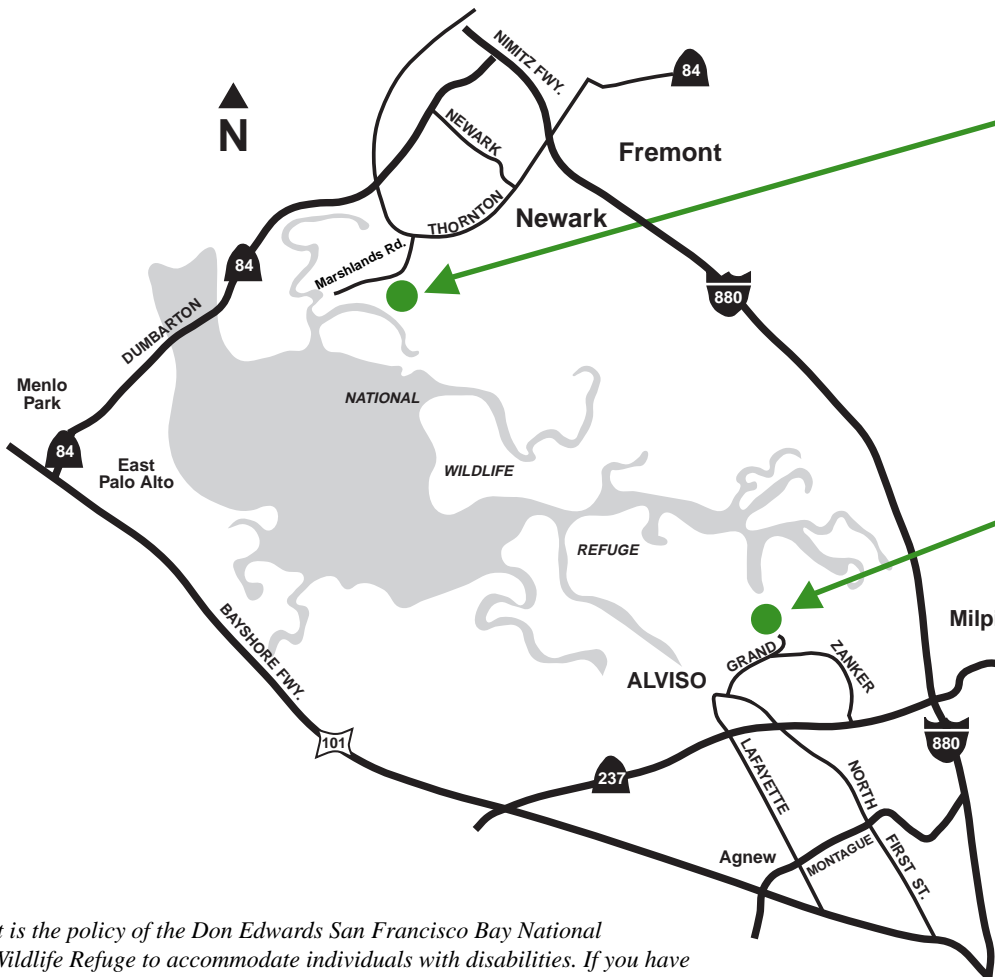 NIMITZ FWY.
84
N
NEWARK
Fremont
THORNTON
Newark
Marshlands Rd.
84
880
DUMBARTON
Menlo
Park
NATIONAL
84
East
Palo Alto
WILDLIFE
REFUGE
BAYSHORE FWY.
Milpi
GRAND
ZANKER
ALVISO
101
880
237
LAFAYETTE
NORTH
FIRST ST.
Agnew
MONTAGUE
t is the policy of the Don Edwards San Francisco Bay National
Wildlife Refuge to accommodate individuals with disabilities. If you have